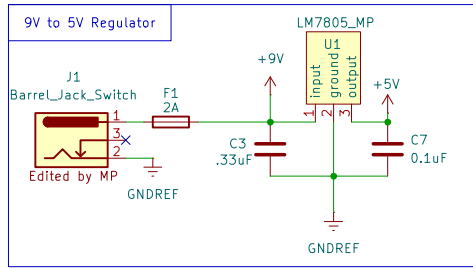 9V to 5V Regulator
LM7805_MP
U1
input
ground
output
1
2
3
+9V
+5V
J1
Barrel_Jack_Switch
1
3
2
Edited by MP
F1
2A
C3
.33uF
C7
0.1uF
GNDREF
GNDREF